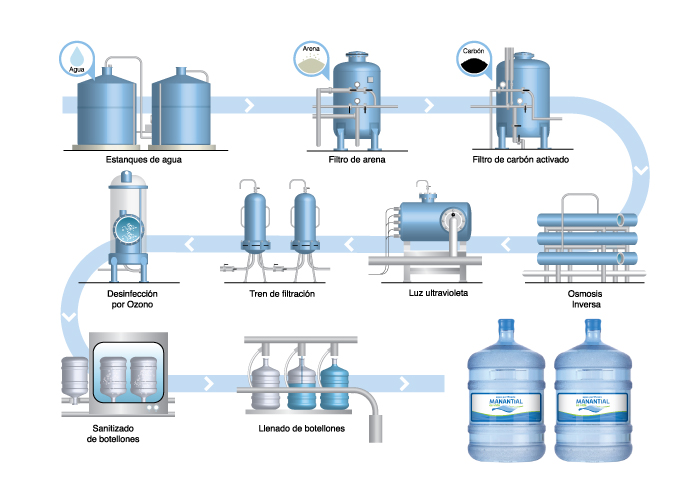 Agua
Arena
Carbón
Estanques de agua
Filtro de arena
Filtro de carbón activado
Desinfección
por Ozono
Tren de filtración
Luz ultravioleta
Osmosis
Inversa
Sanitizado
de botellones
Llenado de botellones
MANANTIAL
MANANTIAL